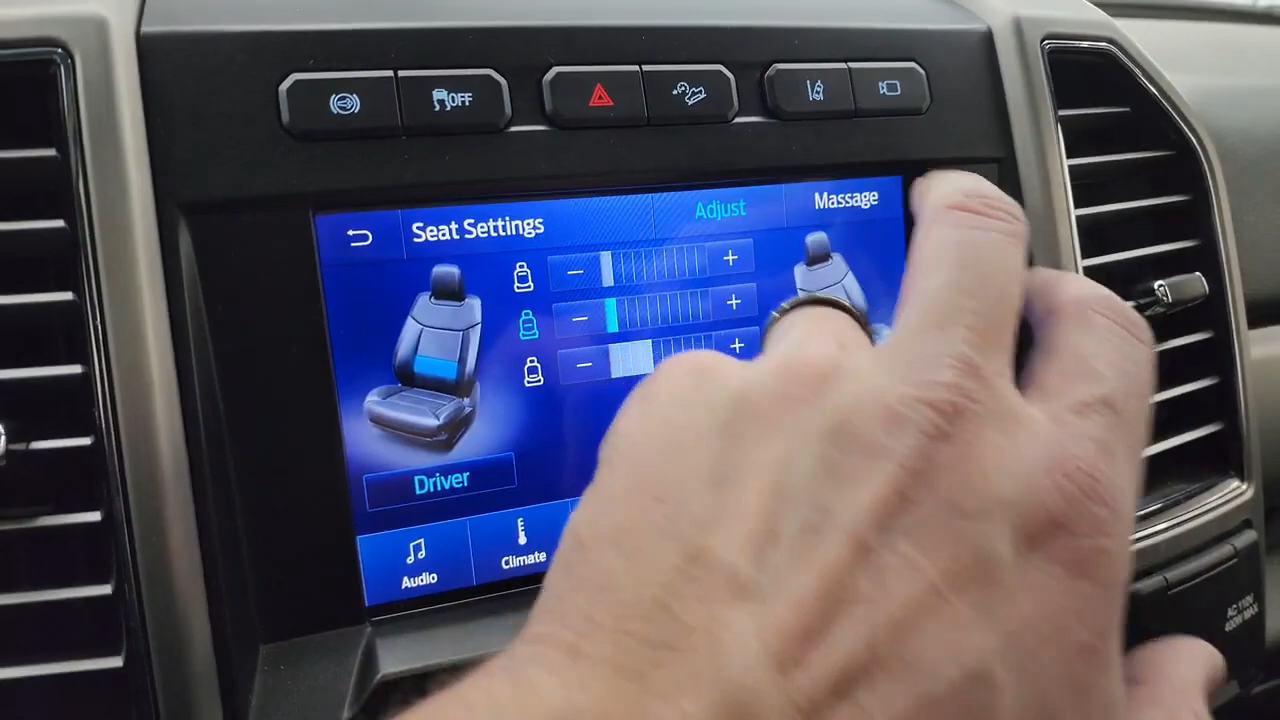 OFF
Seat Settings
Adjust
Massage
− +
− +
− +
Driver
Audio
Climate
AC 110V
400W MAX